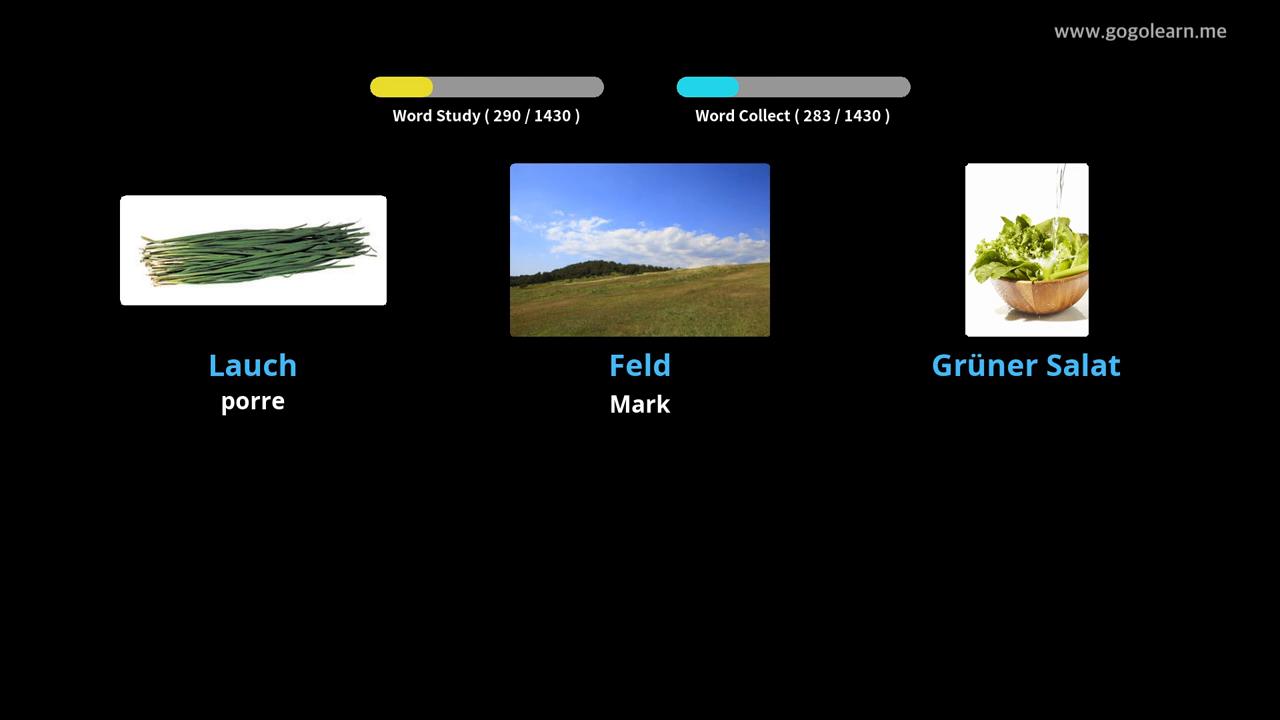 www.gogolearn.me
Word Study ( 290 / 1430 )
Word Collect ( 283 / 1430 )
Lauch
porre
Feld
Mark
Grüner Salat